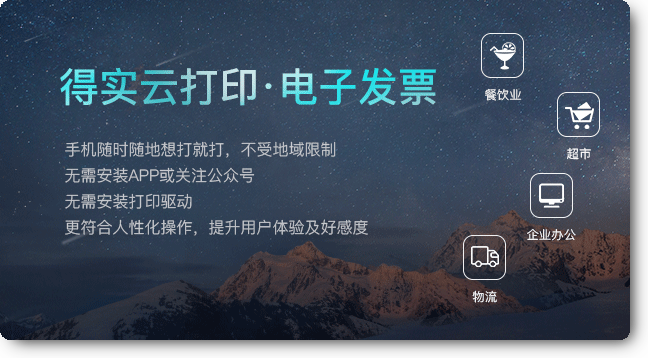 得实云打印·电子发票
手机随时随地想打就打，不受地域限制
无需安装APP或关注公众号
无需安装打印驱动
更符合人性化操作，提升用户体验及好感度
餐饮业
超市
企业办公
物流